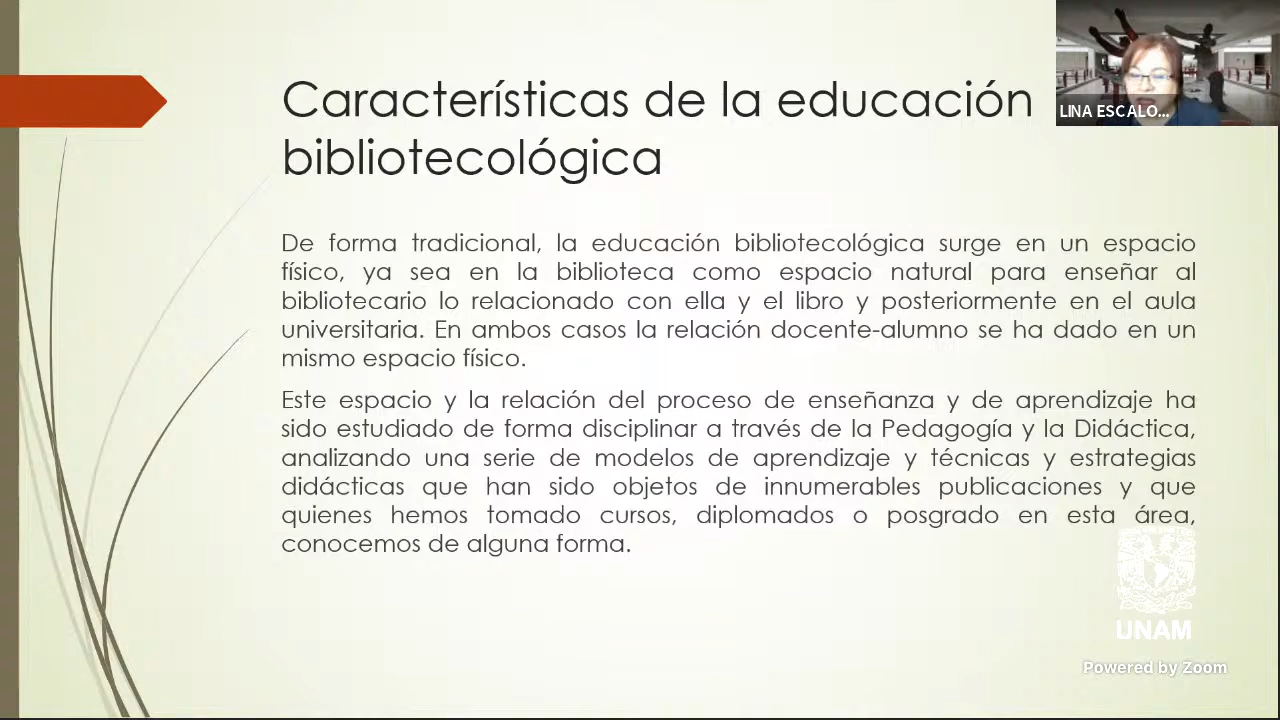 Características de la educación
bibliotecológica
LINA ESCALO...
De forma tradicional, la educación bibliotecológica surge en un espacio
físico, ya sea en la biblioteca como espacio natural para enseñar al
bibliotecario lo relacionado con ella y el libro y posteriormente en el aula
universitaria. En ambos casos la relación docente-alumno se ha dado en un
mismo espacio físico.
Este espacio y la relación del proceso de enseñanza y de aprendizaje ha
sido estudiado de forma disciplinar a través de la Pedagogía y la Didáctica,
analizando una serie de modelos de aprendizaje y técnicas y estrategias
didácticas que han sido objetos de innumerables publicaciones y que
quienes hemos tomado cursos, diplomados o posgrado en esta área,
conocemos de alguna forma.
UNAM
Powered by Zoom